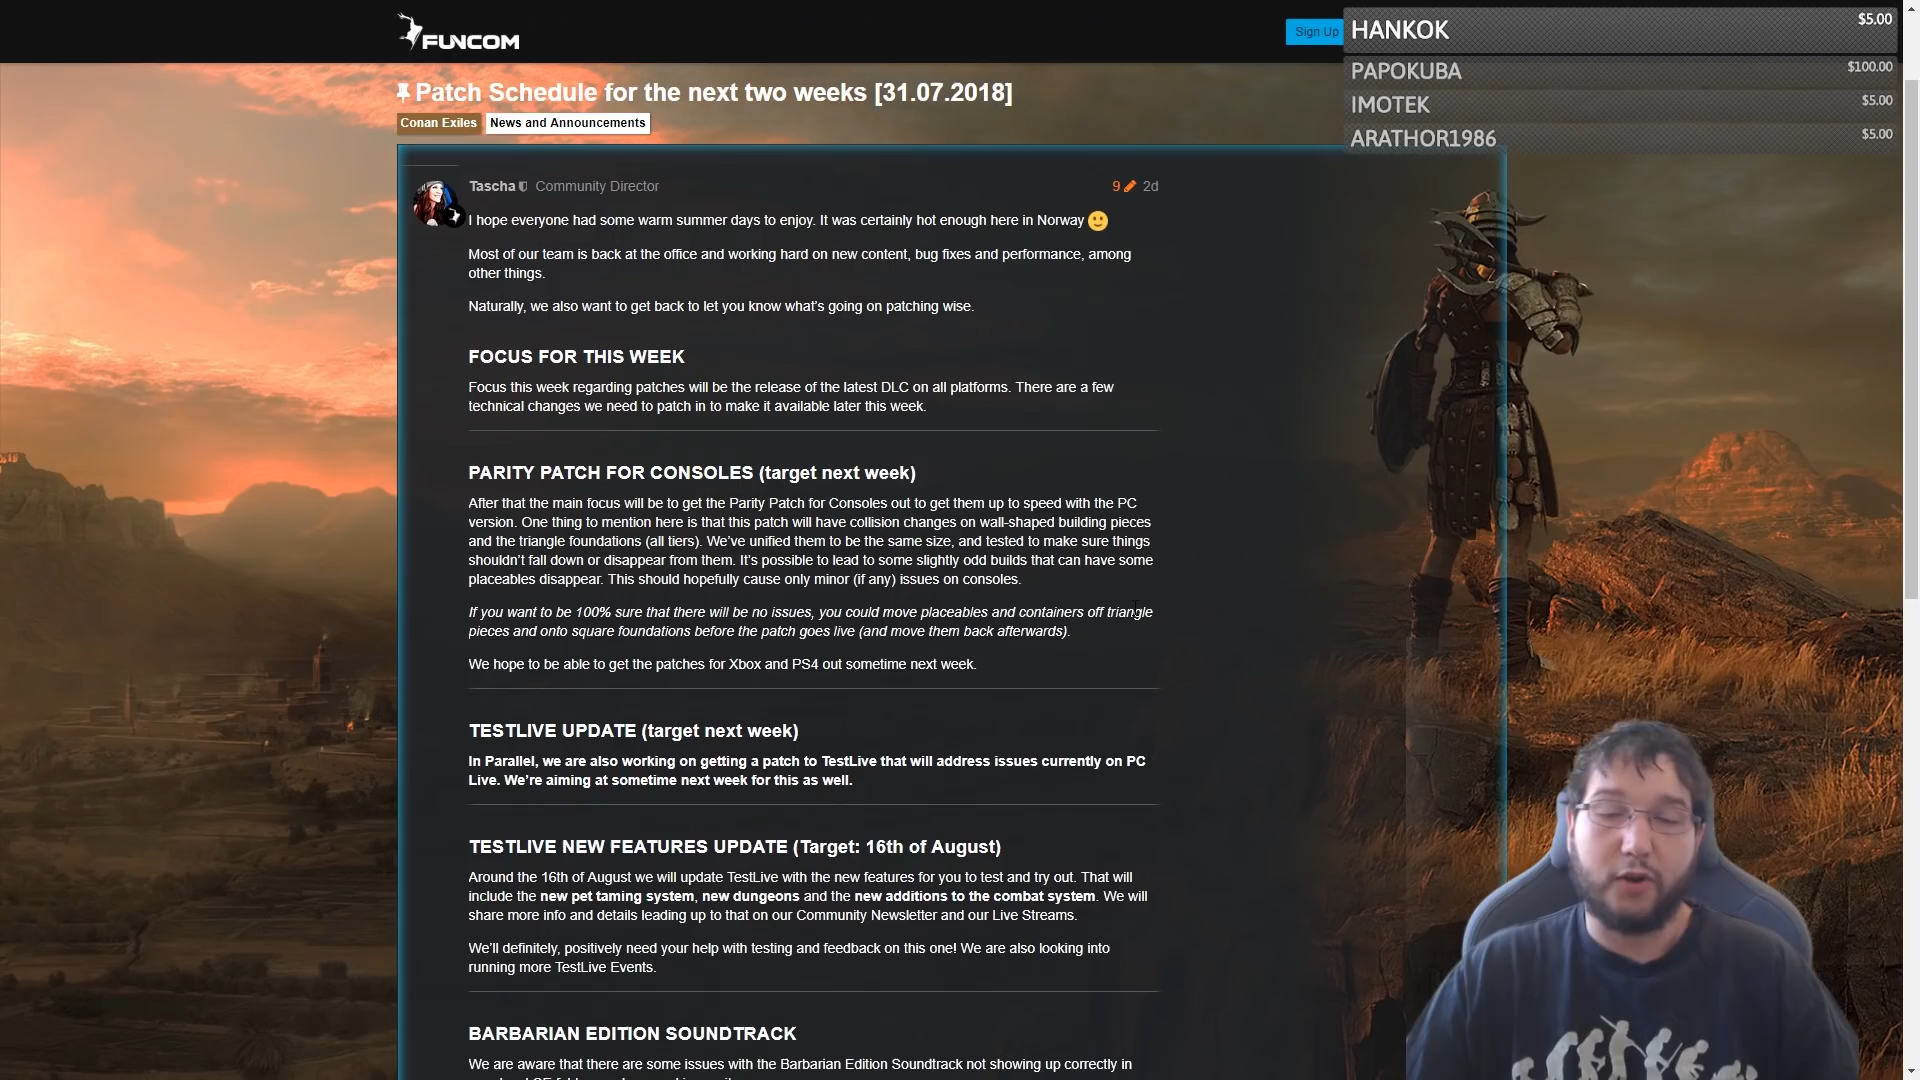 FUNCOM
Sign Up
HANKOK $5.00
PAPOKUBA $100.00
IMOTEK $5.00
ARATHOR1986 $5.00
Patch Schedule for the next two weeks [31.07.2018]
Conan Exiles News and Announcements
Tascha Community Director 9 2d
I hope everyone had some warm summer days to enjoy. It was certainly hot enough here in Norway
Most of our team is back at the office and working hard on new content, bug fixes and performance, among
other things.
Naturally, we also want to get back to let you know what's going on patching wise.
FOCUS FOR THIS WEEK
Focus this week regarding patches will be the release of the latest DLC on all platforms. There are a few
technical changes we need to patch in to make it available later this week.
PARITY PATCH FOR CONSOLES (target next week)
After that the main focus will be to get the Parity Patch for Consoles out to get them up to speed with the PC
version. One thing to mention here is that this patch will have collision changes on wall-shaped building pieces
and the triangle foundations (all tiers). We've unified them to be the same size, and tested to make sure things
shouldn't fall down or disappear from them. It's possible to lead to some slightly odd builds that can have some
placeables disappear. This should hopefully cause only minor (if any) issues on consoles.
If you want to be 100% sure that there will be no issues, you could move placeables and containers off triangle
pieces and onto square foundations before the patch goes live (and move them back afterwards).
We hope to be able to get the patches for Xbox and PS4 out sometime next week.
TESTLIVE UPDATE (target next week)
In Parallel, we are also working on getting a patch to TestLive that will address issues currently on PC
Live. We're aiming at sometime next week for this as well.
TESTLIVE NEW FEATURES UPDATE (Target: 16th of August)
Around the 16th of August we will update TestLive with the new features for you to test and try out. That will
include the new pet taming system, new dungeons and the new additions to the combat system. We will
share more info and details leading up to that on our Community Newsletter and our Live Streams.
We'll definitely, positively need your help with testing and feedback on this one! We are also looking into
running more TestLive Events.
BARBARIAN EDITION SOUNDTRACK
We are aware that there are some issues with the Barbarian Edition Soundtrack not showing up correctly in